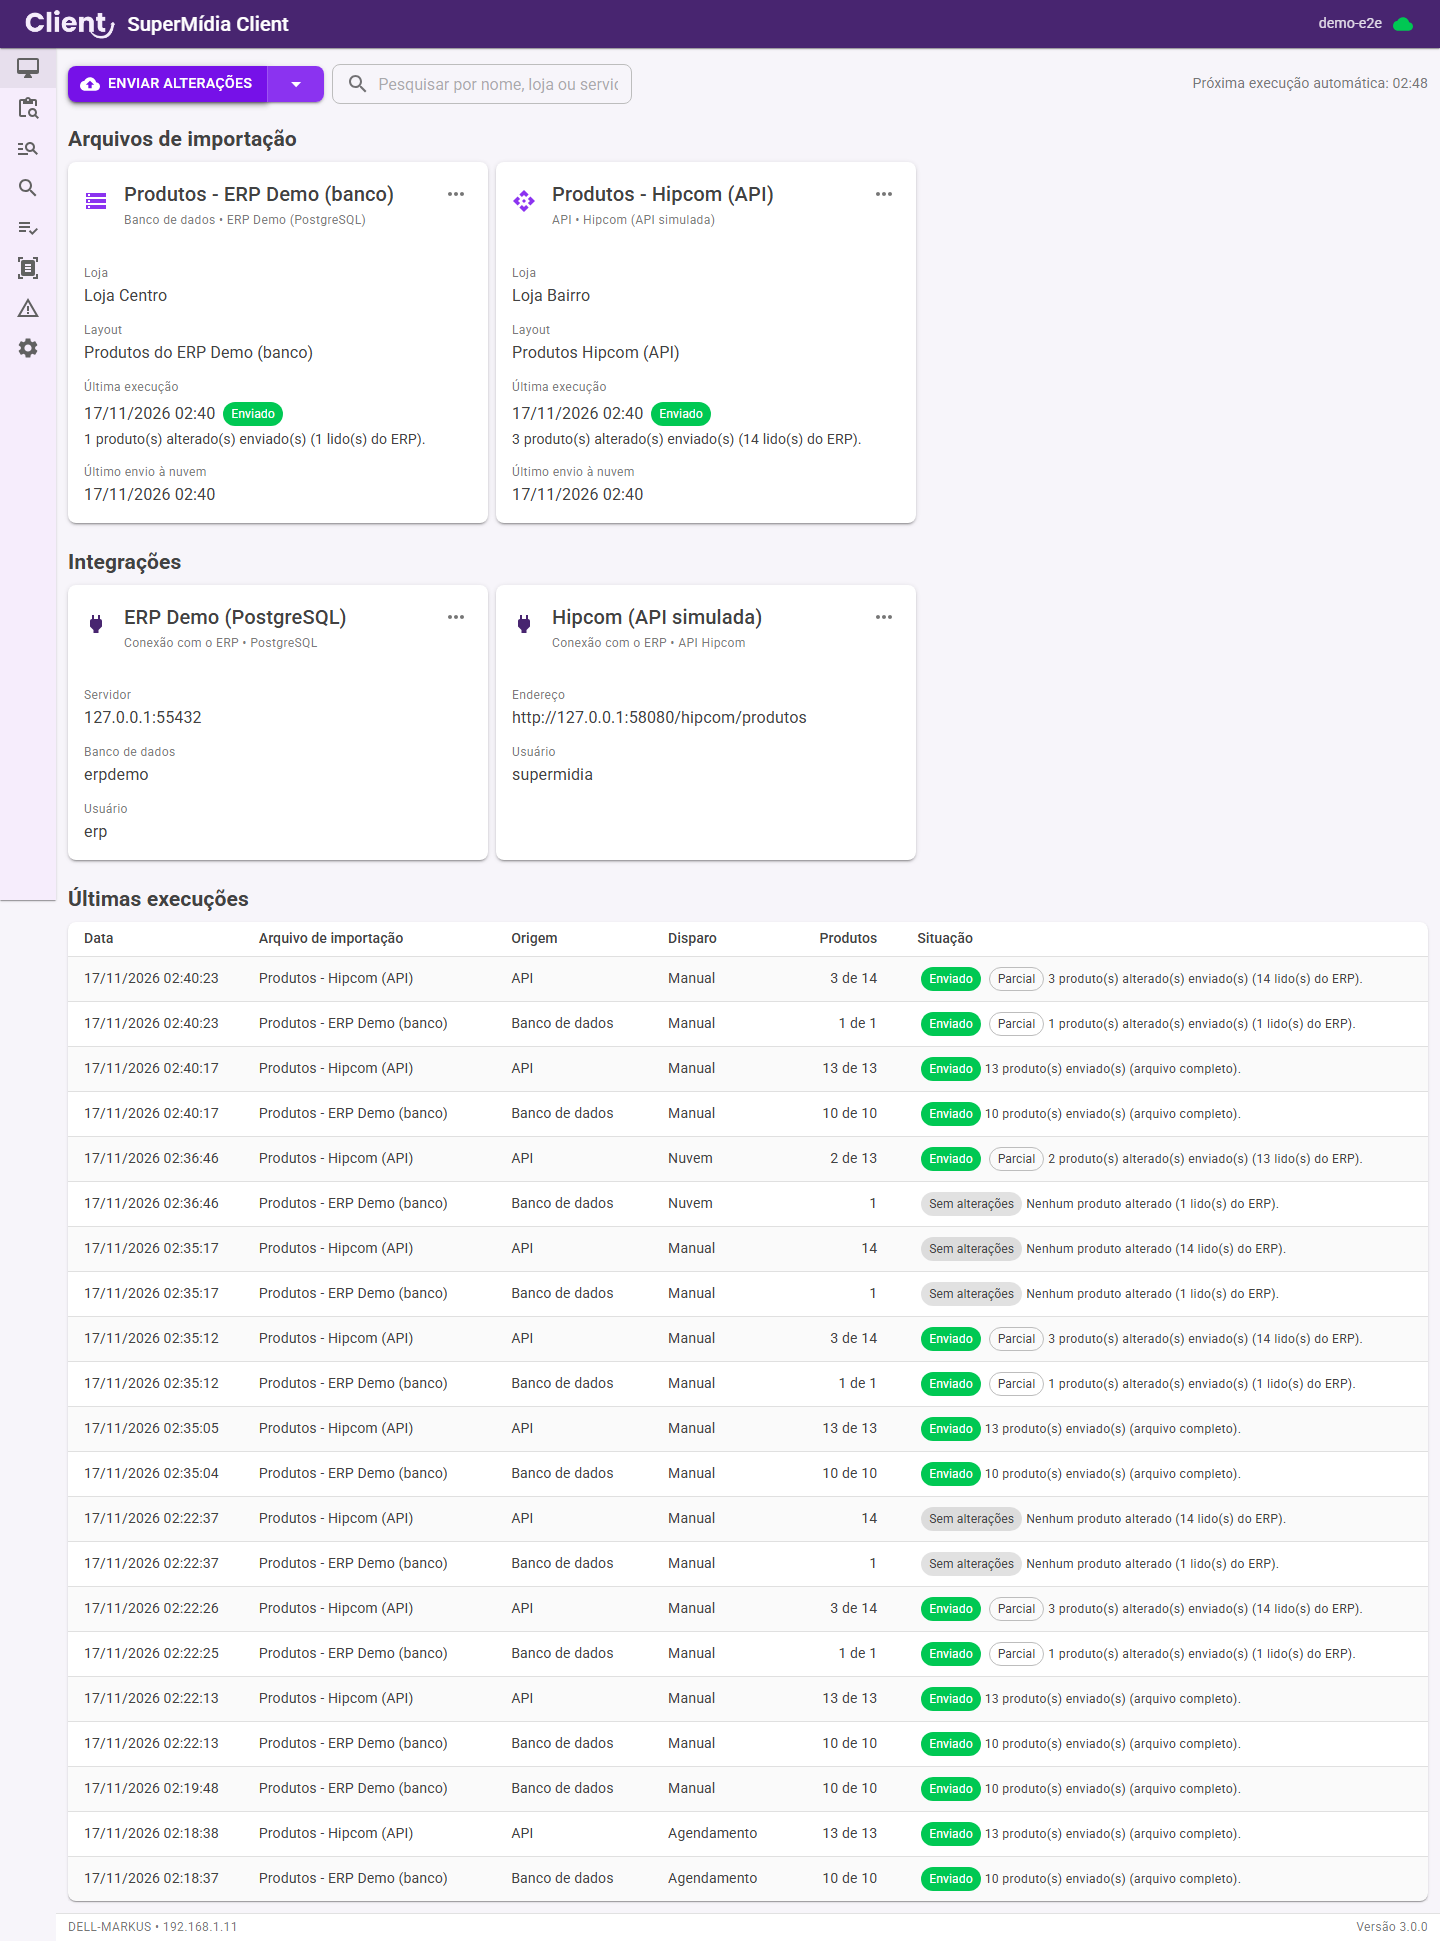 Client SuperMídia Client
demo-e2e
ENVIAR ALTERAÇÕES
Pesquisar por nome, loja ou servic
Próxima execução automática: 02:48
Arquivos de importação
Produtos - ERP Demo (banco)
Banco de dados • ERP Demo (PostgreSQL)
Loja
Loja Centro
Layout
Produtos do ERP Demo (banco)
Última execução
17/11/2026 02:40 Enviado
1 produto(s) alterado(s) enviado(s) (1 lido(s) do ERP).
Último envio à nuvem
17/11/2026 02:40
Produtos - Hipcom (API)
API • Hipcom (API simulada)
Loja
Loja Bairro
Layout
Produtos Hipcom (API)
Última execução
17/11/2026 02:40 Enviado
3 produto(s) alterado(s) enviado(s) (14 lido(s) do ERP).
Último envio à nuvem
17/11/2026 02:40
Integrações
ERP Demo (PostgreSQL)
Conexão com o ERP • PostgreSQL
Servidor
127.0.0.1:55432
Banco de dados
erpdemo
Usuário
erp
Hipcom (API simulada)
Conexão com o ERP • API Hipcom
Endereço
http://127.0.0.1:58080/hipcom/produtos
Usuário
supermidia
Últimas execuções
Data Arquivo de importação Origem Disparo Produtos Situação
17/11/2026 02:40:23 Produtos - Hipcom (API) API Manual 3 de 14 Enviado Parcial 3 produto(s) alterado(s) enviado(s) (14 lido(s) do ERP).
17/11/2026 02:40:23 Produtos - ERP Demo (banco) Banco de dados Manual 1 de 1 Enviado Parcial 1 produto(s) alterado(s) enviado(s) (1 lido(s) do ERP).
17/11/2026 02:40:17 Produtos - Hipcom (API) API Manual 13 de 13 Enviado 13 produto(s) enviado(s) (arquivo completo).
17/11/2026 02:40:17 Produtos - ERP Demo (banco) Banco de dados Manual 10 de 10 Enviado 10 produto(s) enviado(s) (arquivo completo).
17/11/2026 02:36:46 Produtos - Hipcom (API) API Nuvem 2 de 13 Enviado Parcial 2 produto(s) alterado(s) enviado(s) (13 lido(s) do ERP).
17/11/2026 02:36:46 Produtos - ERP Demo (banco) Banco de dados Nuvem 1 Sem alterações Nenhum produto alterado (1 lido(s) do ERP).
17/11/2026 02:35:17 Produtos - Hipcom (API) API Manual 14 Sem alterações Nenhum produto alterado (14 lido(s) do ERP).
17/11/2026 02:35:17 Produtos - ERP Demo (banco) Banco de dados Manual 1 Sem alterações Nenhum produto alterado (1 lido(s) do ERP).
17/11/2026 02:35:12 Produtos - Hipcom (API) API Manual 3 de 14 Enviado Parcial 3 produto(s) alterado(s) enviado(s) (14 lido(s) do ERP).
17/11/2026 02:35:12 Produtos - ERP Demo (banco) Banco de dados Manual 1 de 1 Enviado Parcial 1 produto(s) alterado(s) enviado(s) (1 lido(s) do ERP).
17/11/2026 02:35:05 Produtos - Hipcom (API) API Manual 13 de 13 Enviado 13 produto(s) enviado(s) (arquivo completo).
17/11/2026 02:35:04 Produtos - ERP Demo (banco) Banco de dados Manual 10 de 10 Enviado 10 produto(s) enviado(s) (arquivo completo).
17/11/2026 02:22:37 Produtos - Hipcom (API) API Manual 14 Sem alterações Nenhum produto alterado (14 lido(s) do ERP).
17/11/2026 02:22:37 Produtos - ERP Demo (banco) Banco de dados Manual 1 Sem alterações Nenhum produto alterado (1 lido(s) do ERP).
17/11/2026 02:22:26 Produtos - Hipcom (API) API Manual 3 de 14 Enviado Parcial 3 produto(s) alterado(s) enviado(s) (14 lido(s) do ERP).
17/11/2026 02:22:25 Produtos - ERP Demo (banco) Banco de dados Manual 1 de 1 Enviado Parcial 1 produto(s) alterado(s) enviado(s) (1 lido(s) do ERP).
17/11/2026 02:22:13 Produtos - Hipcom (API) API Manual 13 de 13 Enviado 13 produto(s) enviado(s) (arquivo completo).
17/11/2026 02:22:13 Produtos - ERP Demo (banco) Banco de dados Manual 10 de 10 Enviado 10 produto(s) enviado(s) (arquivo completo).
17/11/2026 02:19:48 Produtos - ERP Demo (banco) Banco de dados Manual 10 de 10 Enviado 10 produto(s) enviado(s) (arquivo completo).
17/11/2026 02:18:38 Produtos - Hipcom (API) API Agendamento 13 de 13 Enviado 13 produto(s) enviado(s) (arquivo completo).
17/11/2026 02:18:37 Produtos - ERP Demo (banco) Banco de dados Agendamento 10 de 10 Enviado 10 produto(s) enviado(s) (arquivo completo).
DELL-MARKUS • 192.168.1.11
Versão 3.0.0